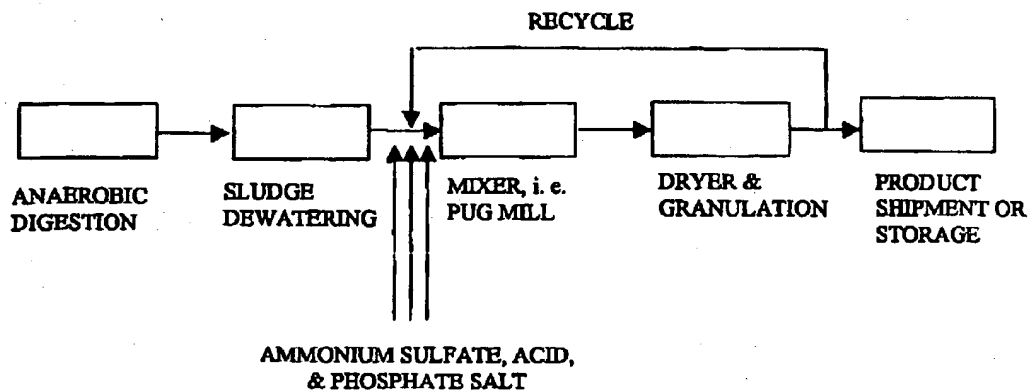 RECYCLE
ANAEROBIC
DIGESTION
SLUDGE
DEWATERING
MIXER, i. e.
PUG MILL
DRYER &
GRANULATION
PRODUCT
SHIPMENT OR
STORAGE
AMMONIUM SULFATE, ACID,
& PHOSPHATE SALT